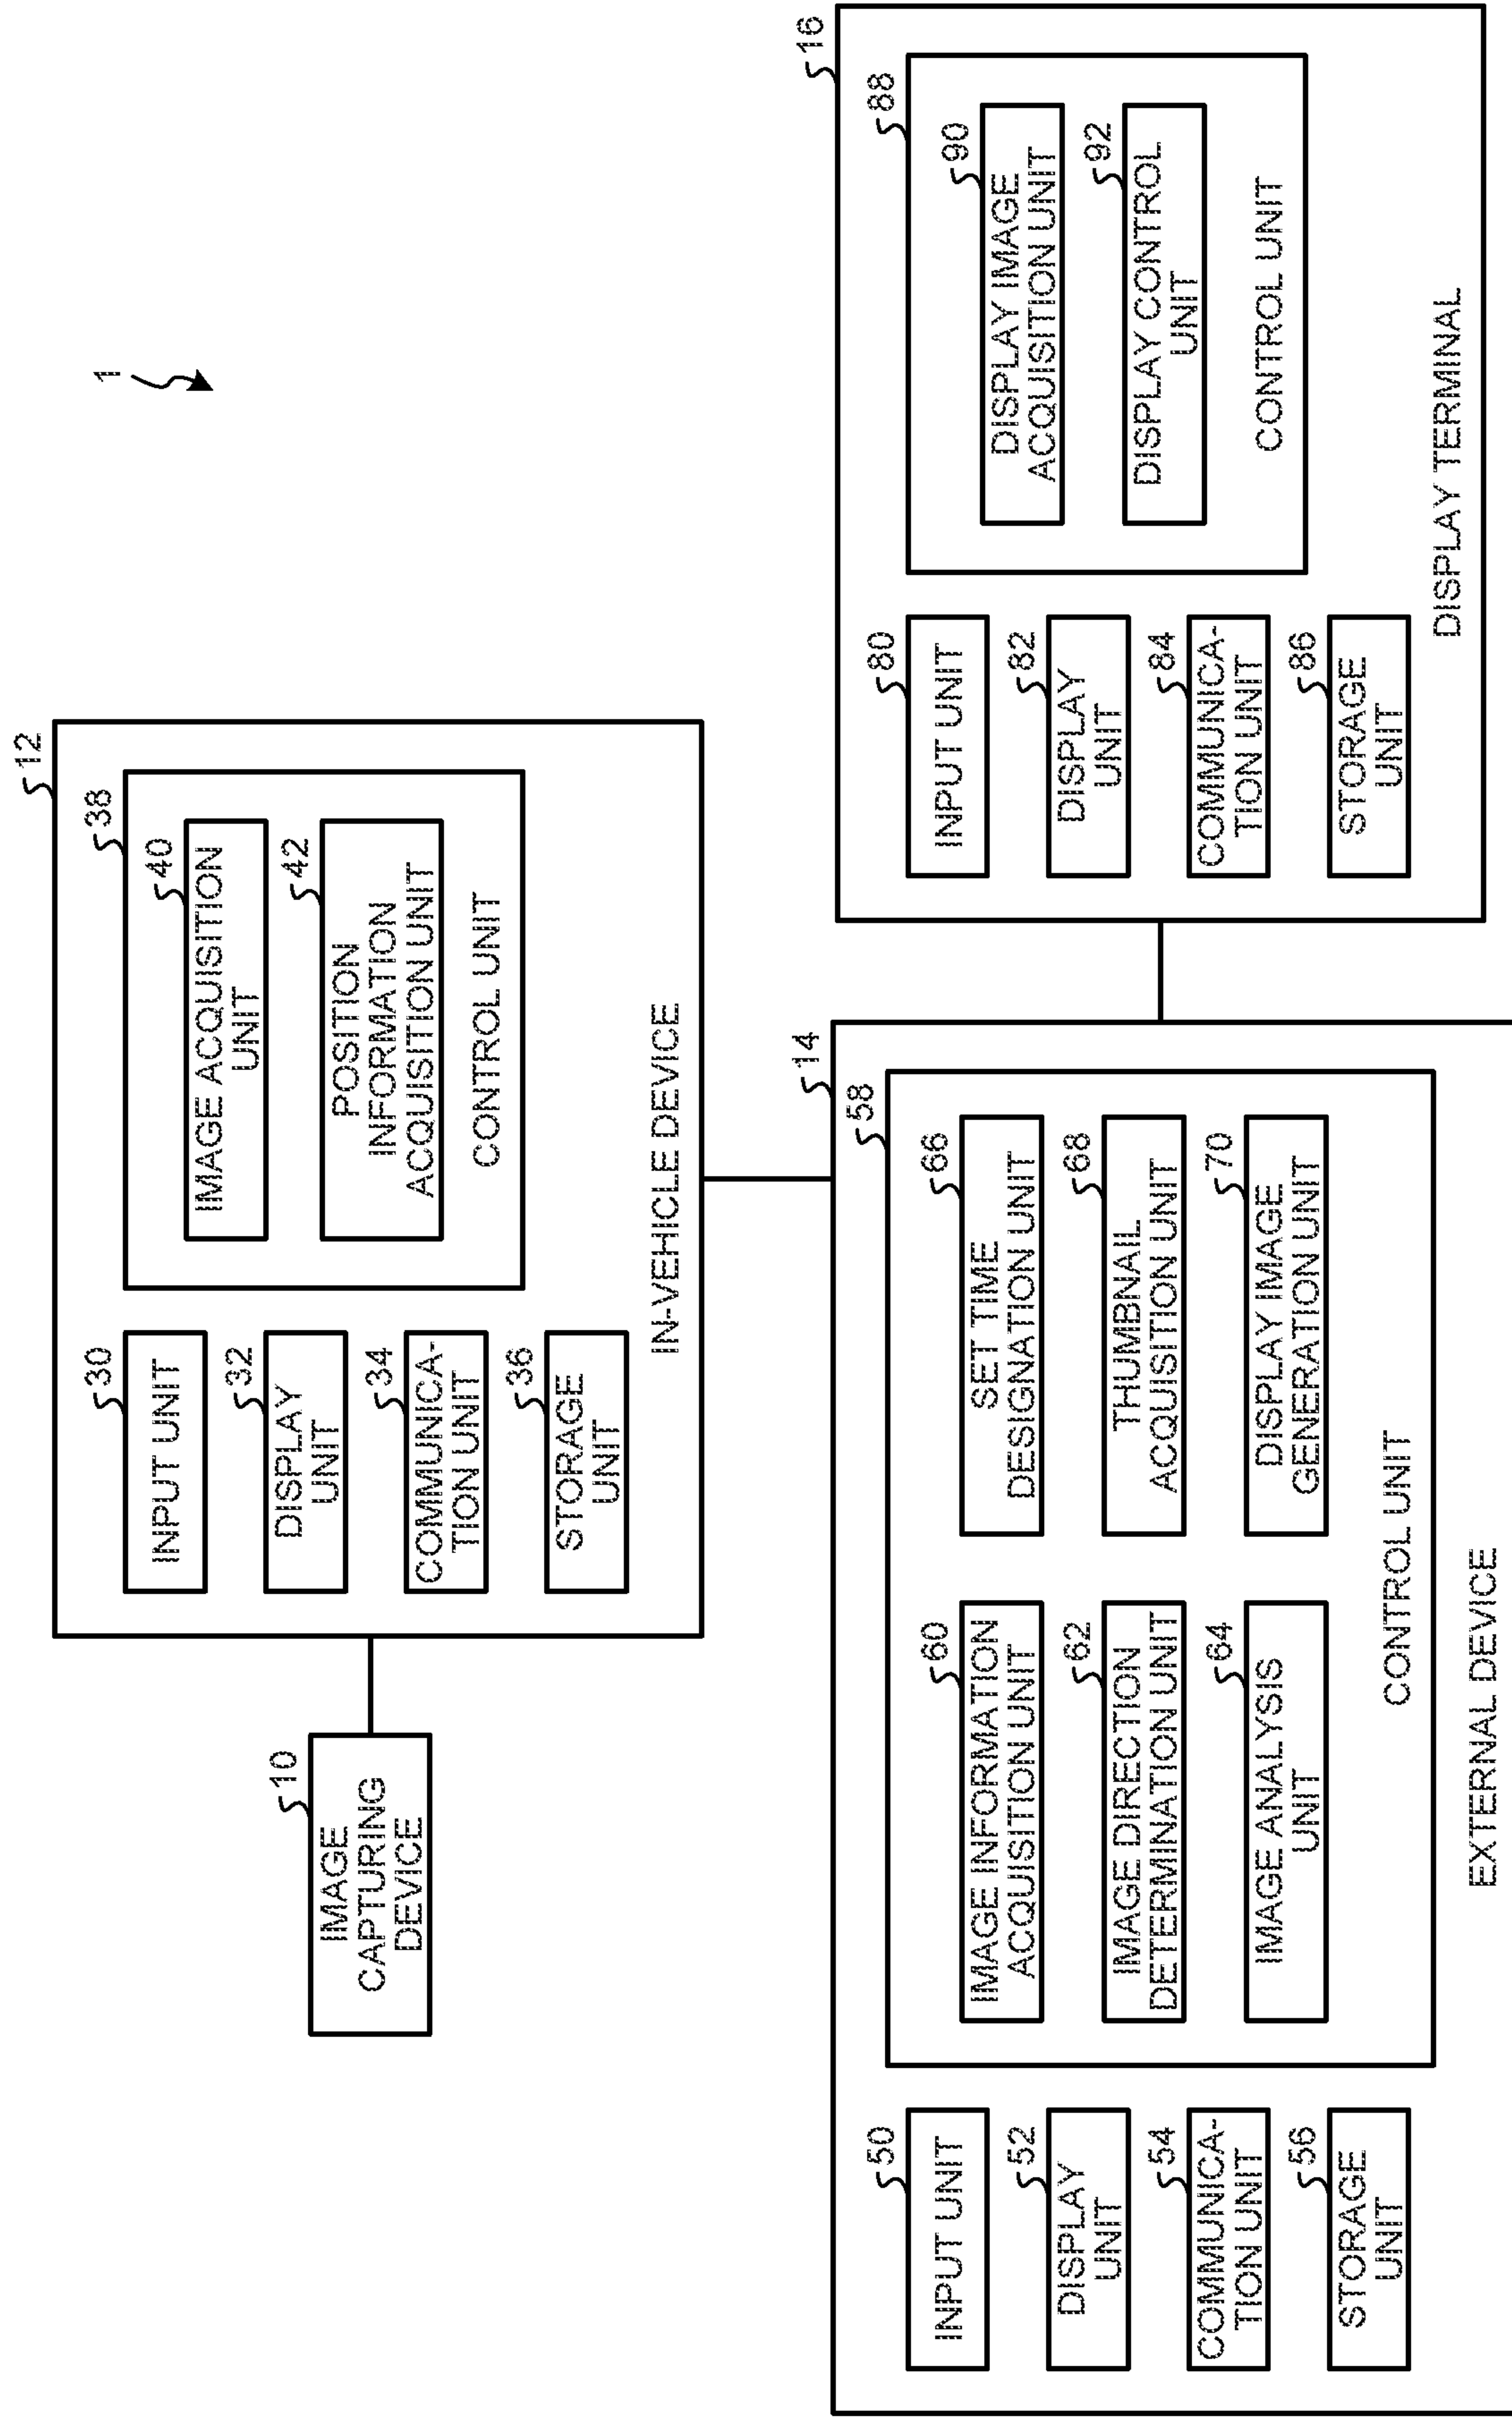 1
10
IMAGE
CAPTURING
DEVICE
12
30
INPUT UNIT
32
DISPLAY
UNIT
34
COMMUNICA-
TION UNIT
36
STORAGE
UNIT
38
40
IMAGE ACQUISITION
UNIT
42
POSITION
INFORMATION
ACQUISITION UNIT
CONTROL UNIT
IN-VEHICLE DEVICE
14
50
INPUT UNIT
52
DISPLAY
UNIT
54
COMMUNICA-
TION UNIT
56
STORAGE
UNIT
58
60
IMAGE INFORMATION
ACQUISITION UNIT
62
IMAGE DIRECTION
DETERMINATION UNIT
64
IMAGE ANALYSIS
UNIT
66
SET TIME
DESIGNATION UNIT
68
THUMBNAIL
ACQUISITION UNIT
70
DISPLAY IMAGE
GENERATION UNIT
CONTROL UNIT
EXTERNAL DEVICE
16
80
INPUT UNIT
82
DISPLAY
UNIT
84
COMMUNICA-
TION UNIT
86
STORAGE
UNIT
88
90
DISPLAY IMAGE
ACQUISITION UNIT
92
DISPLAY CONTROL
UNIT
CONTROL UNIT
DISPLAY TERMINAL